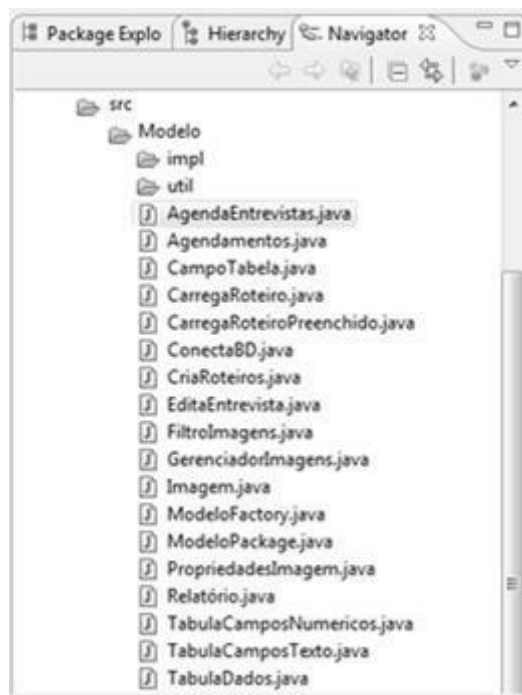 Package Explo Hierarchy Navigator
src
Modelo
impl
util
AgendaEntrevistas.java
Agendamentos.java
CampoTabela.java
CarregaRoteiro.java
CarregaRoteiroPreenchido.java
ConectaBD.java
CriaRoteiros.java
EditaEntrevista.java
FiltroImagens.java
GerenciadorImagens.java
Imagem.java
ModeloFactory.java
ModeloPackage.java
PropriedadesImagem.java
Relatório.java
TabulaCamposNumericos.java
TabulaCamposTexto.java
TabulaDados.java